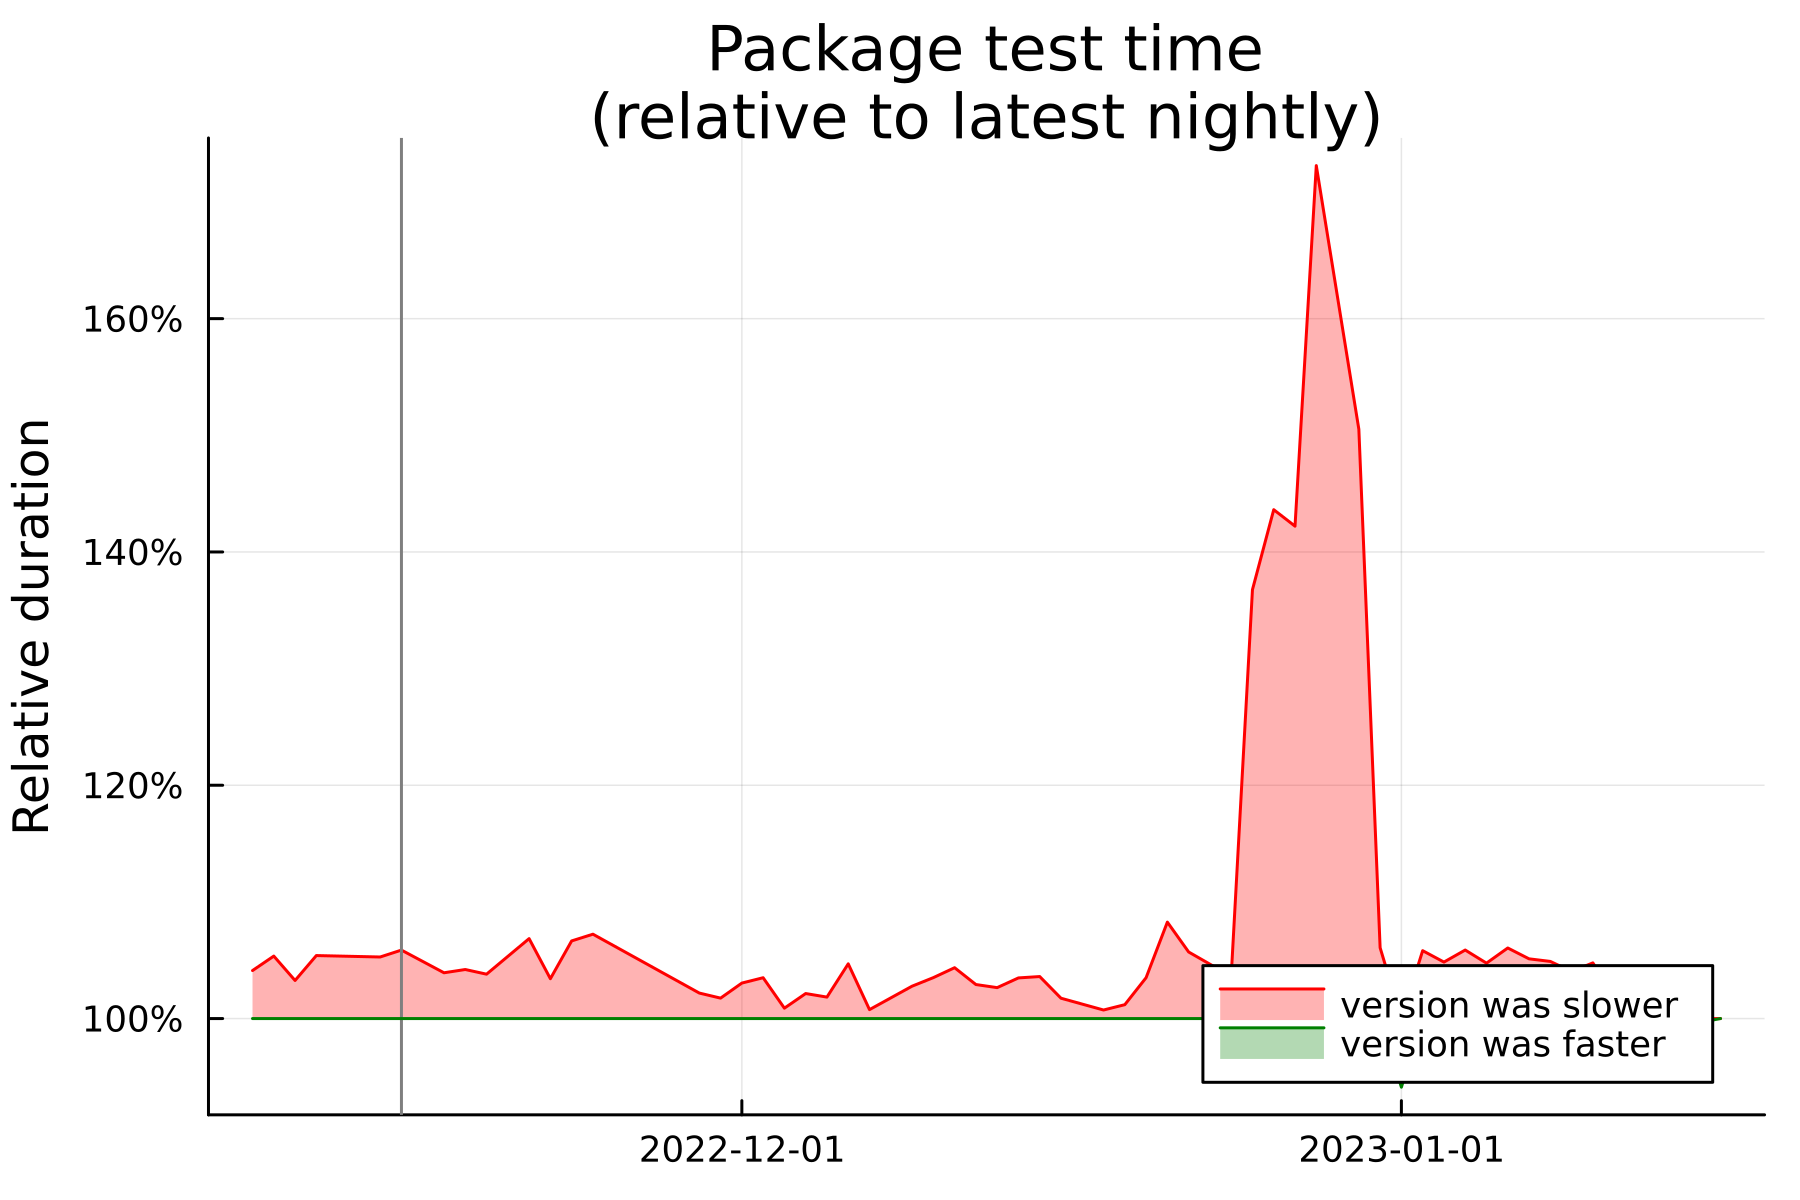 Package test time
(relative to latest nightly)
Relative duration
160%
140%
120%
100%
version was slower
version was faster
2022-12-01
2023-01-01